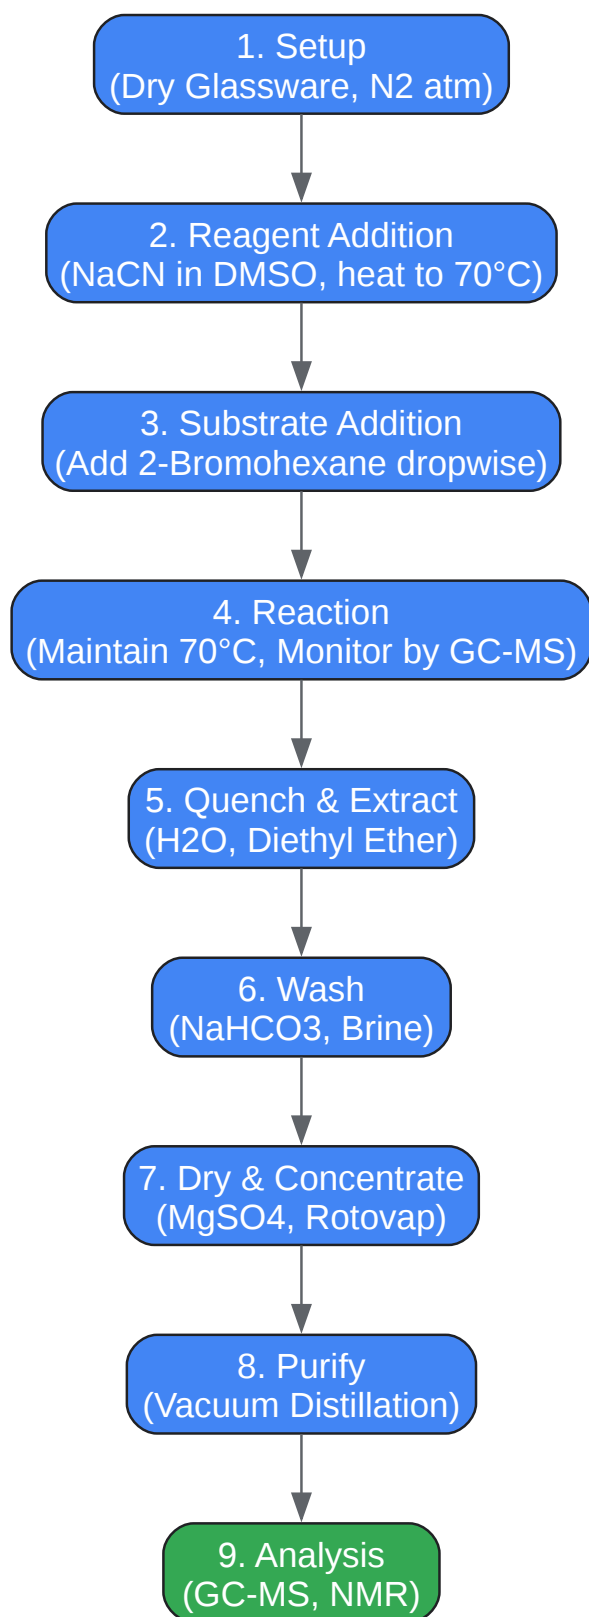 1. Setup
(Dry Glassware, N2 atm)
2. Reagent Addition
(NaCN in DMSO, heat to 70°C)
3. Substrate Addition
(Add 2-Bromohexane dropwise)
4. Reaction
(Maintain 70°C, Monitor by GC-MS)
5. Quench & Extract
(H2O, Diethyl Ether)
6. Wash
(NaHCO3, Brine)
7. Dry & Concentrate
(MgSO4, Rotovap)
8. Purify
(Vacuum Distillation)
9. Analysis
(GC-MS, NMR)